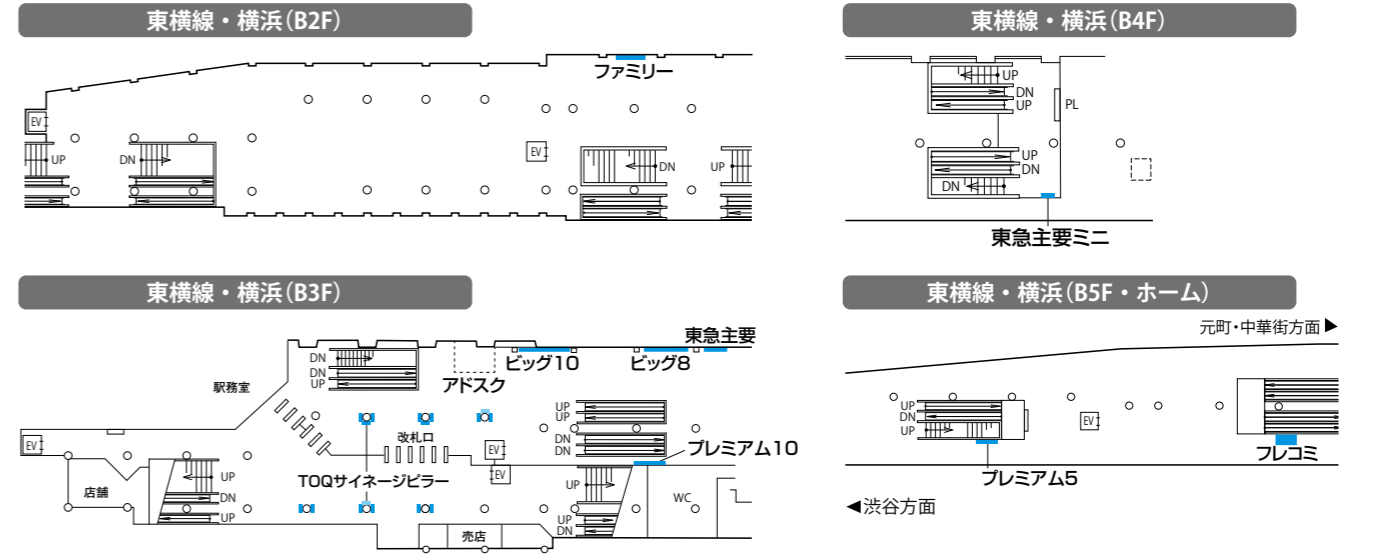 東横線・横浜(B2F)
ファミリー
EV
UP
DN
EV
DN
UP
東横線・横浜(B4F)
UP
DN
UP
PL
UP
DN
DN
東急主要ミニ
東横線・横浜(B3F)
東急主要
DN
DN
UP
ビッグ10
ビッグ8
アドスク
駅務室
UP
UP
改札口
DN
DN
EV
EV
プレミアム10
EV
TOQサイネージピラー
UP
UP
店舗
DN
WC
UP
UP
DN
売店
東横線・横浜(B5F・ホーム)
元町・中華街方面▶
UP
DN
UP
EV
フレコミ
プレミアム5
◀渋谷方面